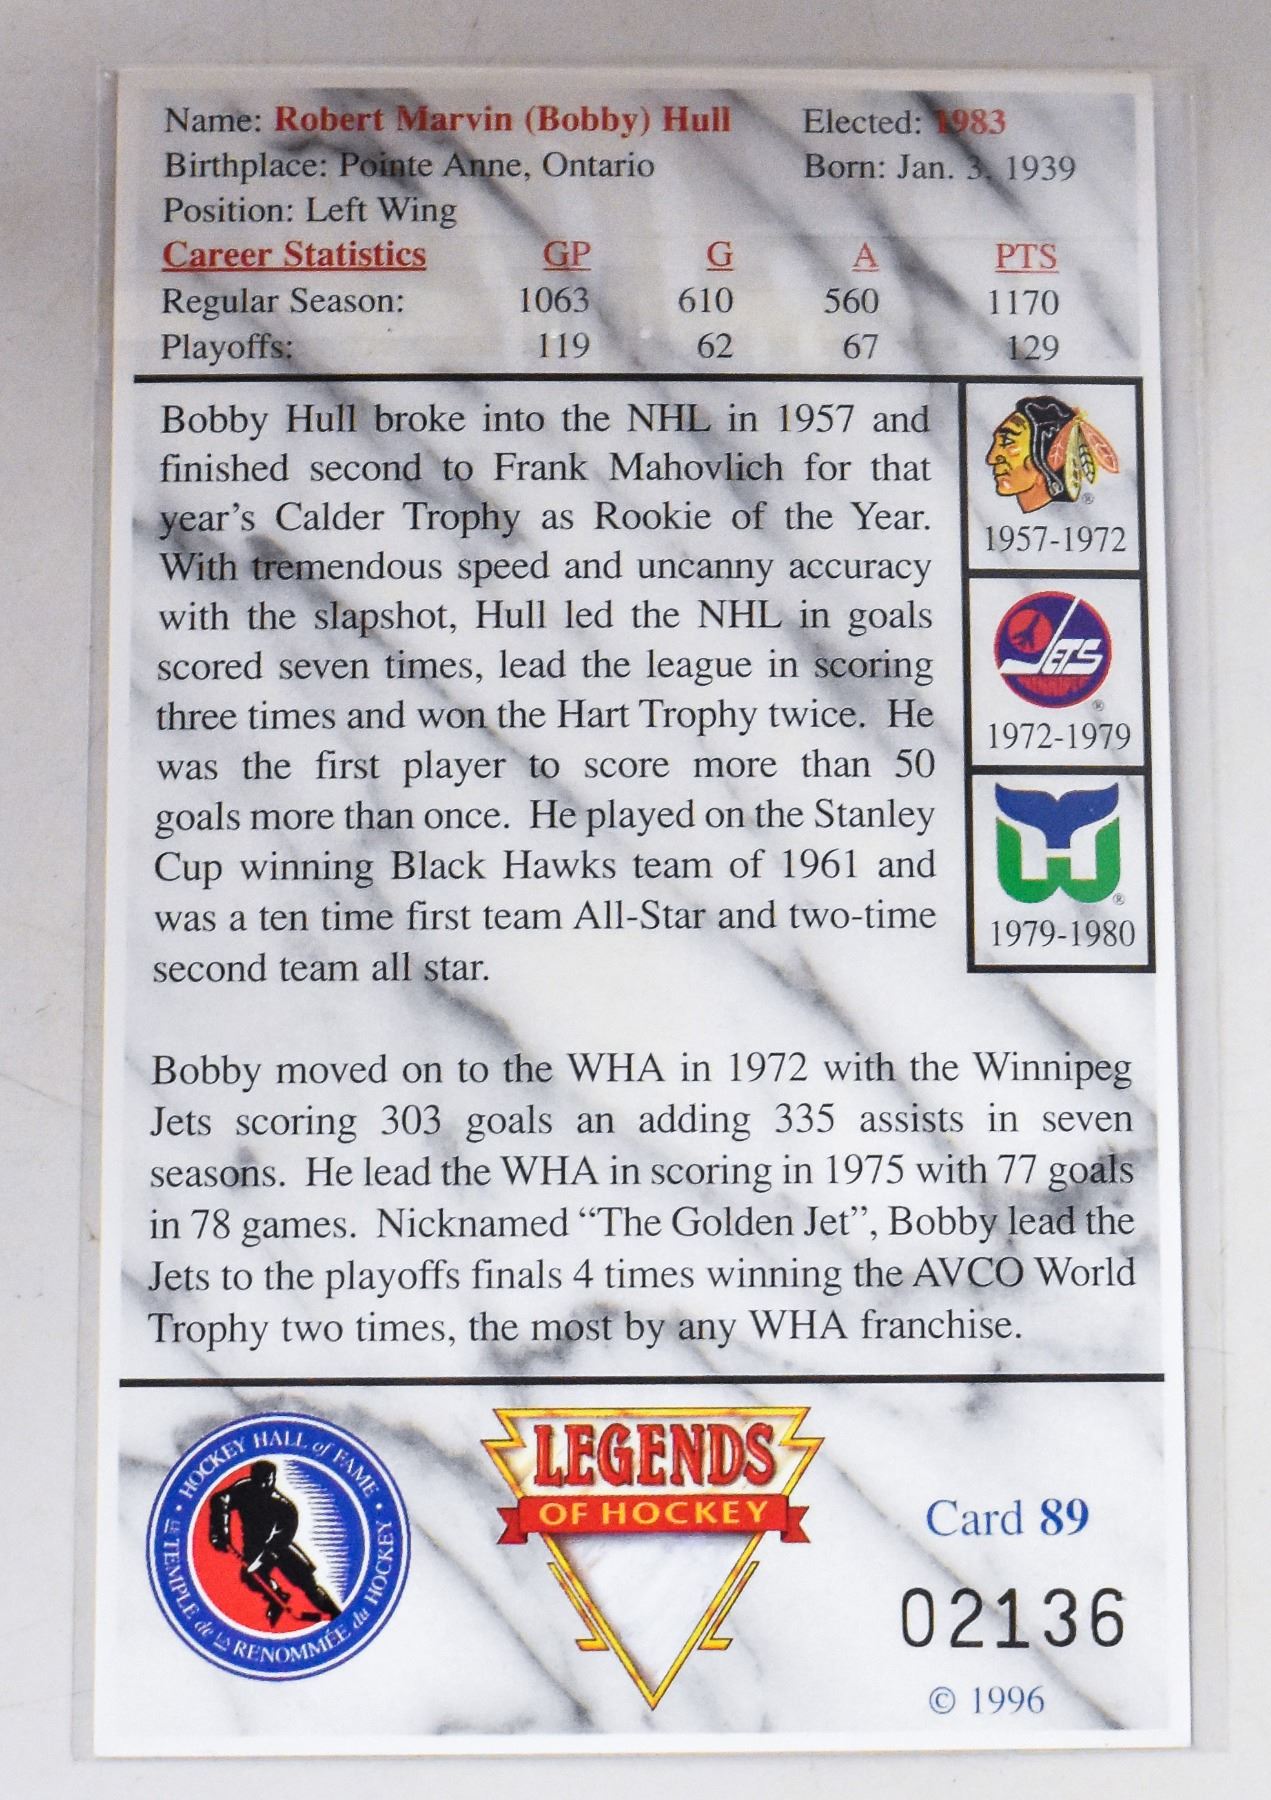 Name: Robert Marvin (Bobby) Hull Elected: 1983
Birthplace: Pointe Anne, Ontario Born: Jan. 3, 1939
Position: Left Wing
Career Statistics GP G A PTS
Regular Season: 1063 610 560 1170
Playoffs: 119 62 67 129
Bobby Hull broke into the NHL in 1957 and
finished second to Frank Mahovlich for that
year's Calder Trophy as Rookie of the Year.
With tremendous speed and uncanny accuracy
with the slapshot, Hull led the NHL in goals
scored seven times, lead the league in scoring
three times and won the Hart Trophy twice. He
was the first player to score more than 50
goals more than once. He played on the Stanley
Cup winning Black Hawks team of 1961 and
was a ten time first team All-Star and two-time
second team all star.
®
1957-1972
JETS
®
1972-1979
®
1979-1980
Bobby moved on to the WHA in 1972 with the Winnipeg
Jets scoring 303 goals an adding 335 assists in seven
seasons. He lead the WHA in scoring in 1975 with 77 goals
in 78 games. Nicknamed “The Golden Jet”, Bobby lead the
Jets to the playoffs finals 4 times winning the AVCO World
Trophy two times, the most by any WHA franchise.
HOCKEY HALL of FAME
LE TEMPLE de LA RENOMMÉE du HOCKEY
LEGENDS
OF HOCKEY
Card 89
02136
© 1996